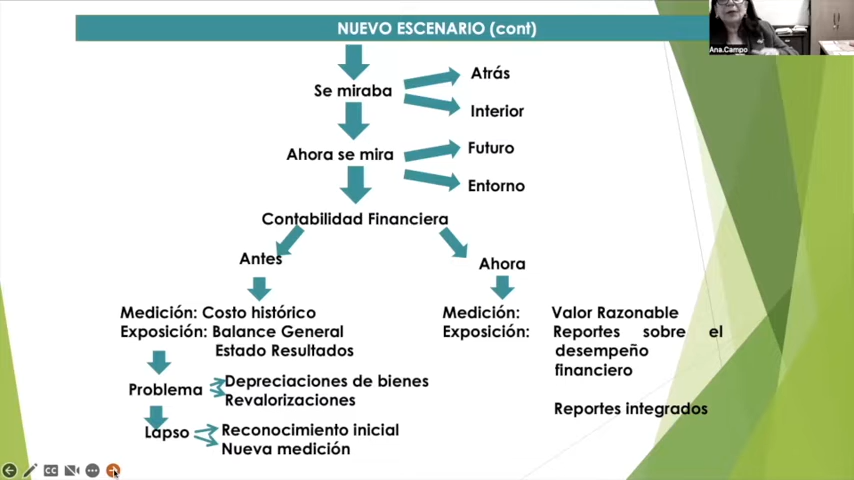 NUEVO ESCENARIO (cont)
Ana.Campo
Se miraba
Atrás
Interior
Ahora se mira
Futuro
Entorno
Contabilidad Financiera
Antes
Ahora
Medición: Costo histórico
Exposición: Balance General
Estado Resultados
Medición: Valor Razonable
Exposición: Reportes sobre el
desempeño
financiero
Reportes integrados
Problema
Depreciaciones de bienes
Revalorizaciones
Lapso
Reconocimiento inicial
Nueva medición
CC